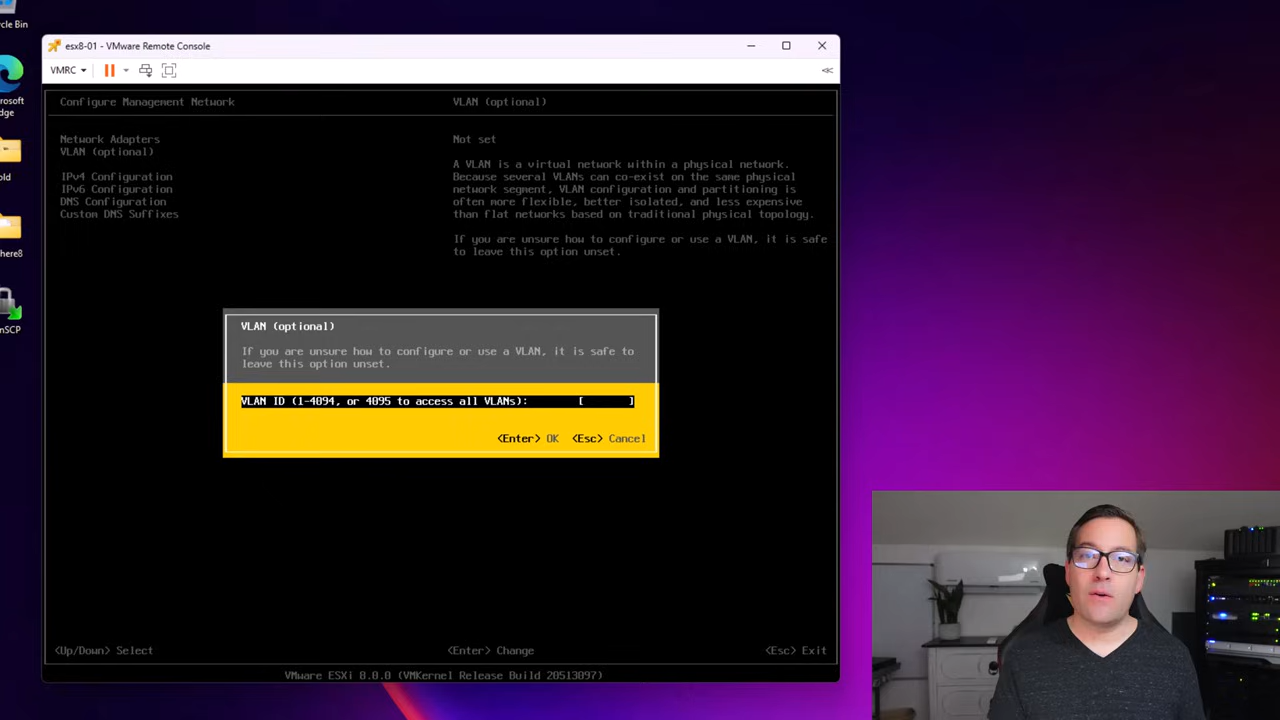 cle Bin
esx8-01 - VMware Remote Console
VMRC
rosoft
dge
old
here8
nSCP
Configure Management Network
VLAN (optional)
Network Adapters
VLAN (optional)
IPv4 Configuration
IPv6 Configuration
DNS Configuration
Custom DNS Suffixes
Not set
A VLAN is a virtual network within a physical network.
Because several VLANs can co-exist on the same physical
network segment, VLAN configuration and partitioning is
often more flexible, better isolated, and less expensive
than flat networks based on traditional physical topology.
If you are unsure how to configure or use a VLAN, it is safe
to leave this option unset.
VLAN (optional)
If you are unsure how to configure or use a VLAN, it is safe to
leave this option unset.
VLAN ID (1-4094, or 4095 to access all VLANs): [ ]
<Enter> OK <Esc> Cancel
<Up/Down> Select
<Enter> Change
<Esc> Exit
VMware ESXi 8.0.0 (VMKernel Release Build 20513097)